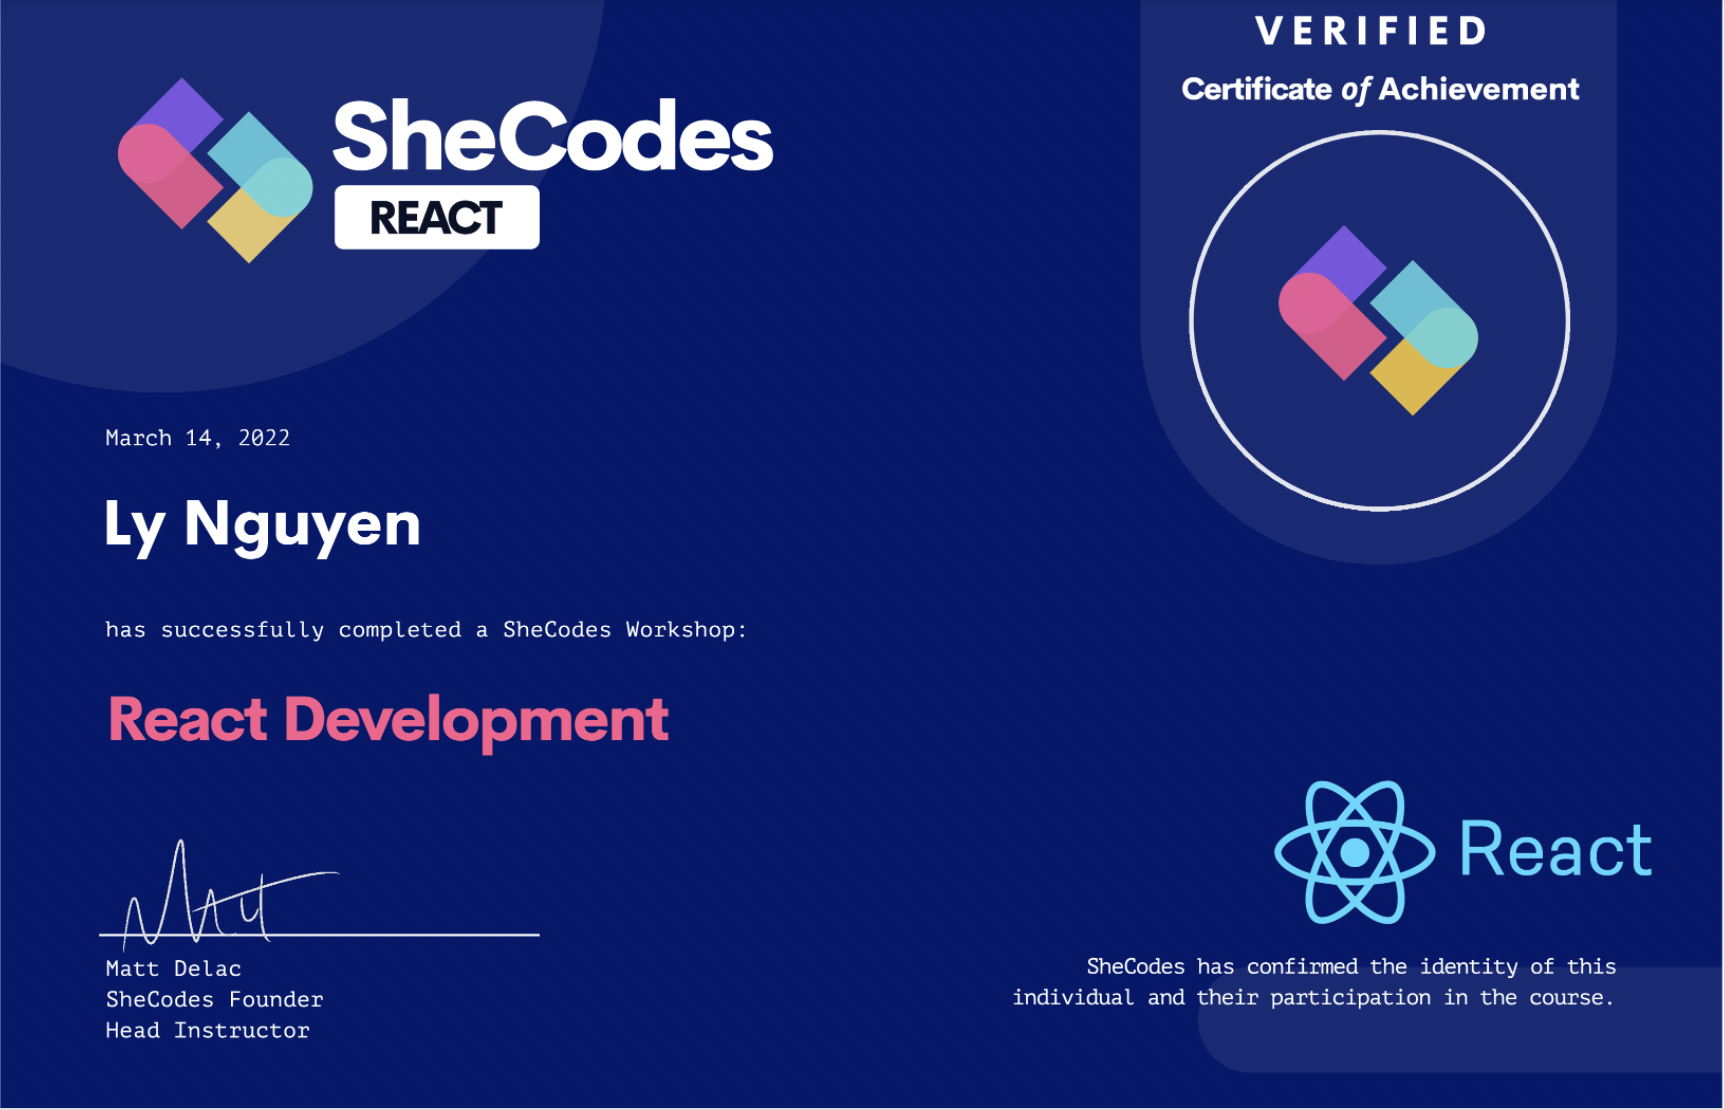 VERIFIED
Certificate of Achievement
SheCodes
REACT
March 14, 2022
Ly Nguyen
has successfully completed a SheCodes Workshop:
React Development
Matt
Matt Delac
SheCodes Founder
Head Instructor
React
SheCodes has confirmed the identity of this
individual and their participation in the course.